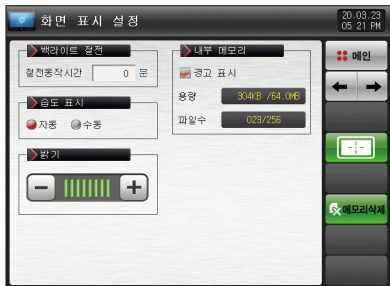 화면 표시 설정
20.03.23
05 21 PM
백라이트 절전
절전동작시간 0 분
습도 표시
자동 수동
밝기
내부 메모리
경고 표시
용량 304KB /64.0MB
파일수 023/256
메인
메모리삭제